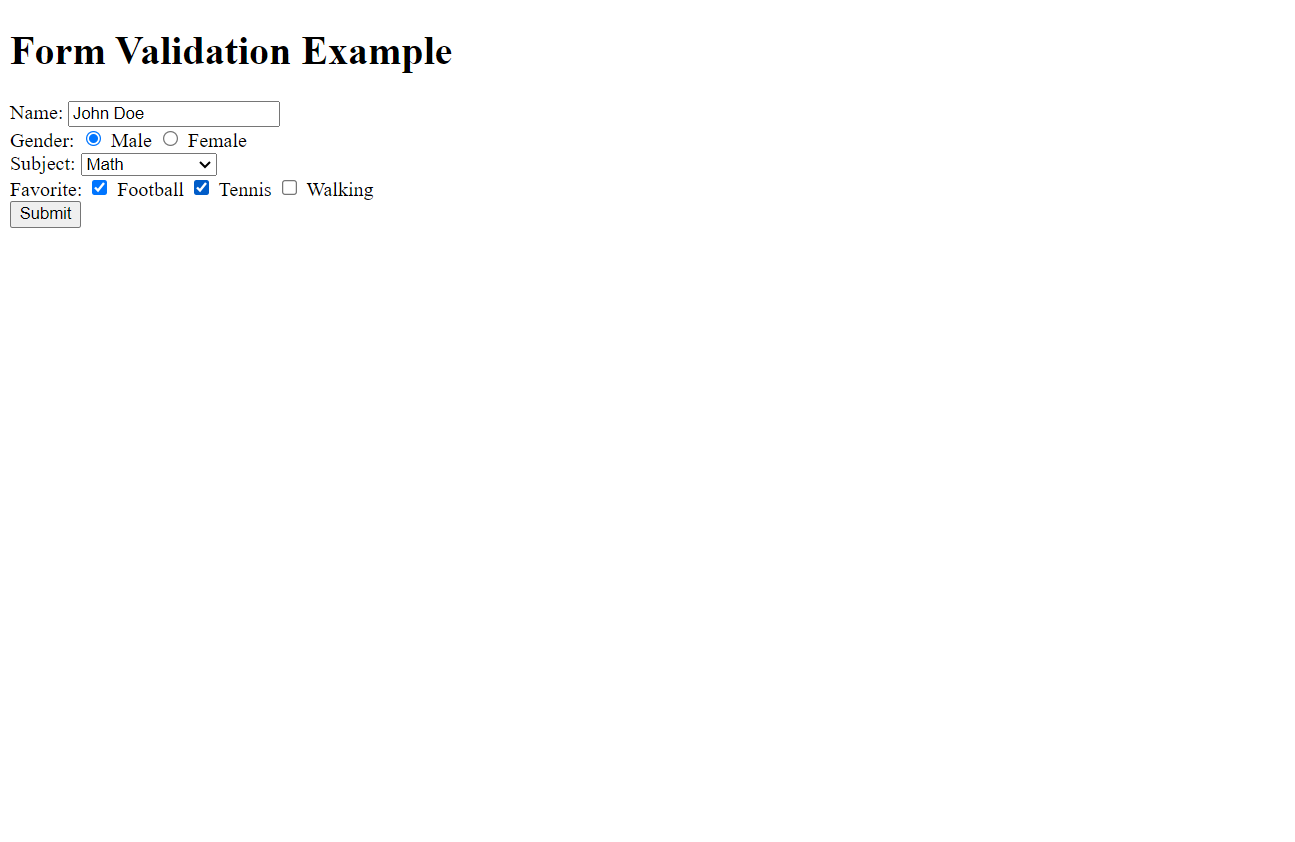 Form Validation Example
Name: John Doe
Gender: Male Female
Subject: Math
Favorite: Football Tennis Walking
Submit